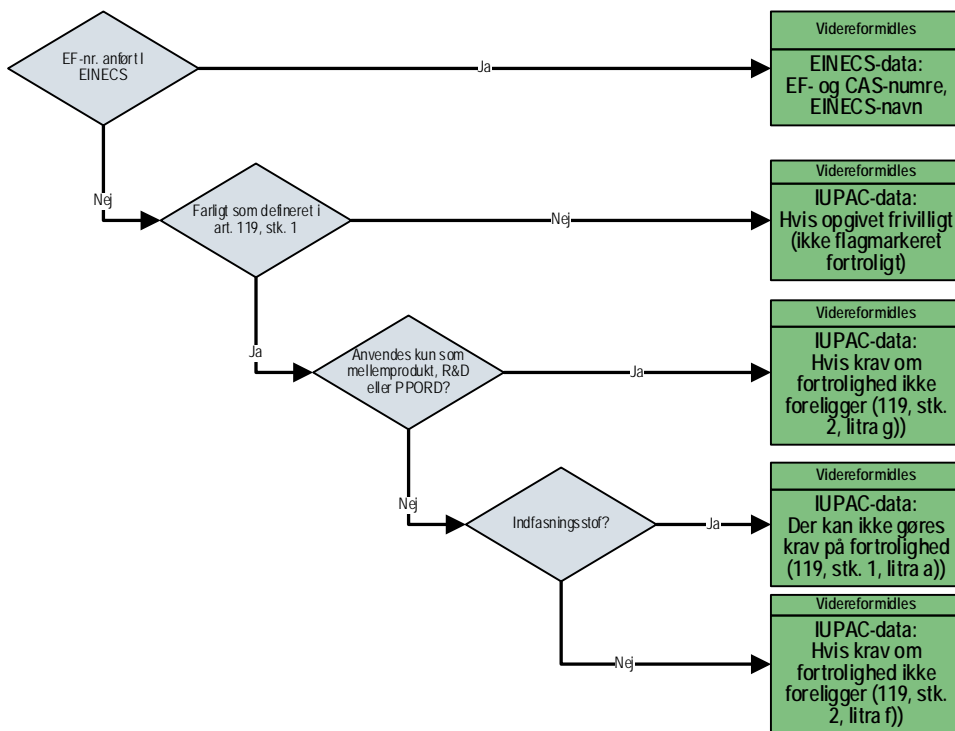 EF-nr. anført I
EINECS
Ja
Videreformidles
EINECS-data:
EF- og CAS-numre,
EINECS-navn
Nej
Farligt som defineret i
art. 119, stk. 1
Nej
Videreformidles
IUPAC-data:
Hvis opgivet frivilligt
(ikke flagmarkeret
fortroligt)
Ja
Anvendes kun som
mellemprodukt, R&D
eller PPORD?
Ja
Videreformidles
IUPAC-data:
Hvis krav om
fortrolighed ikke
foreligger (119, stk.
2, litra g))
Nej
Indfasningsstof?
Ja
Videreformidles
IUPAC-data:
Der kan ikke gøres
krav på fortrolighed
(119, stk. 1, litra a))
Nej
Videreformidles
IUPAC-data:
Hvis krav om
fortrolighed ikke
foreligger (119, stk.
2, litra f))